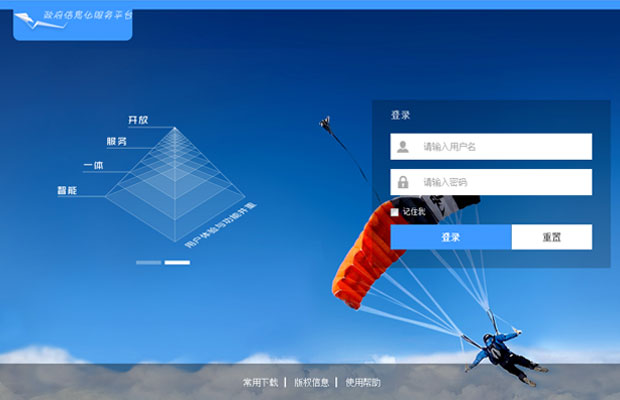 政府信息化服务平台
开放
服务
一体
智能
用户体验与功能并重
登录
请输入用户名
请输入密码
记住我
登录 重置
常用下载 | 版权信息 | 使用帮助